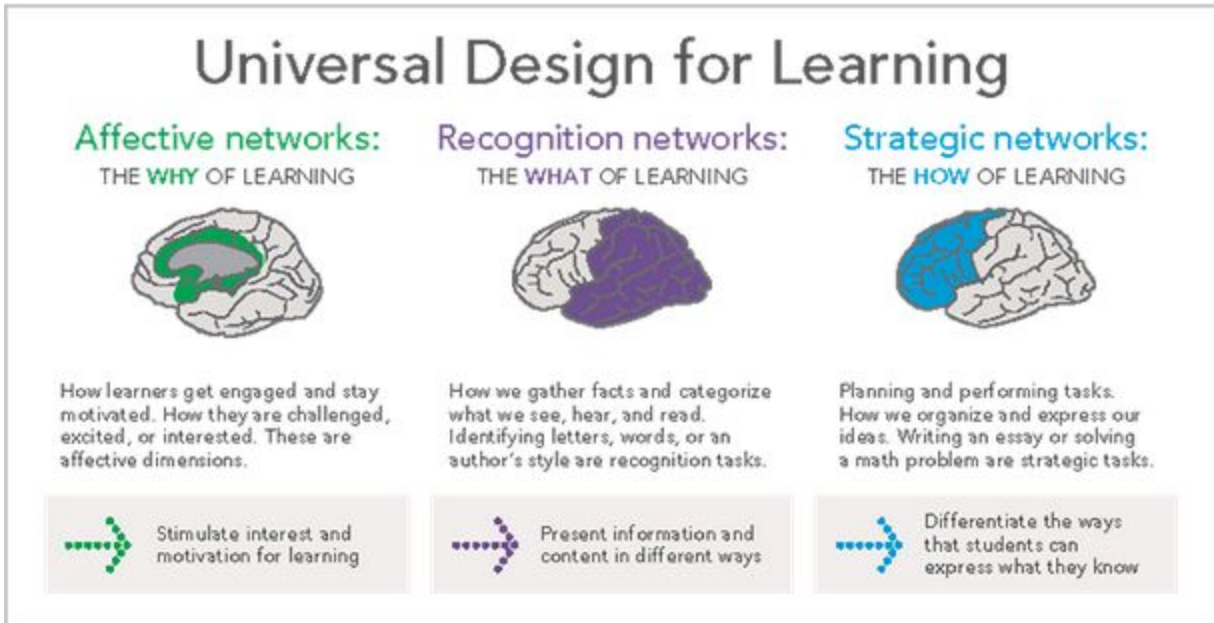 Universal Design for Learning
Affective networks:
THE WHY OF LEARNING
How learners get engaged and stay
motivated. How they are challenged,
excited, or interested. These are
affective dimensions.
Stimulate interest and
motivation for learning
Recognition networks:
THE WHAT OF LEARNING
How we gather facts and categorize
what we see, hear, and read.
Identifying letters, words, or an
author's style are recognition tasks.
Present information and
content in different ways
Strategic networks:
THE HOW OF LEARNING
Planning and performing tasks.
How we organize and express our
ideas. Writing an essay or solving
a math problem are strategic tasks.
Differentiate the ways
that students can
express what they know